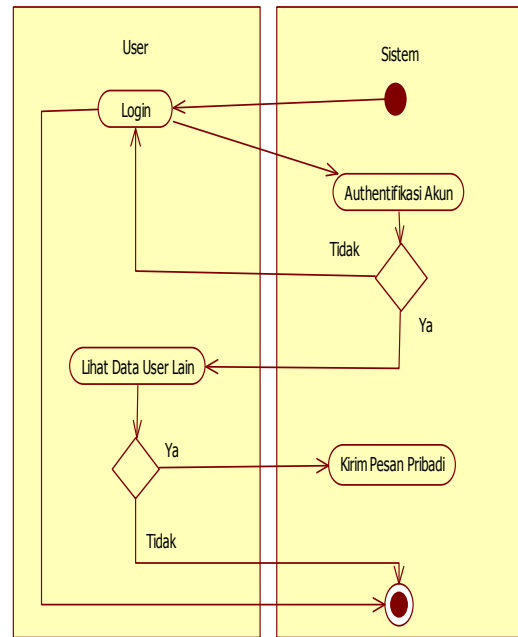 User
Sistem
Login
Authentifikasi Akun
Tidak
Ya
Lihat Data User Lain
Ya
Kirim Pesan Pribadi
Tidak